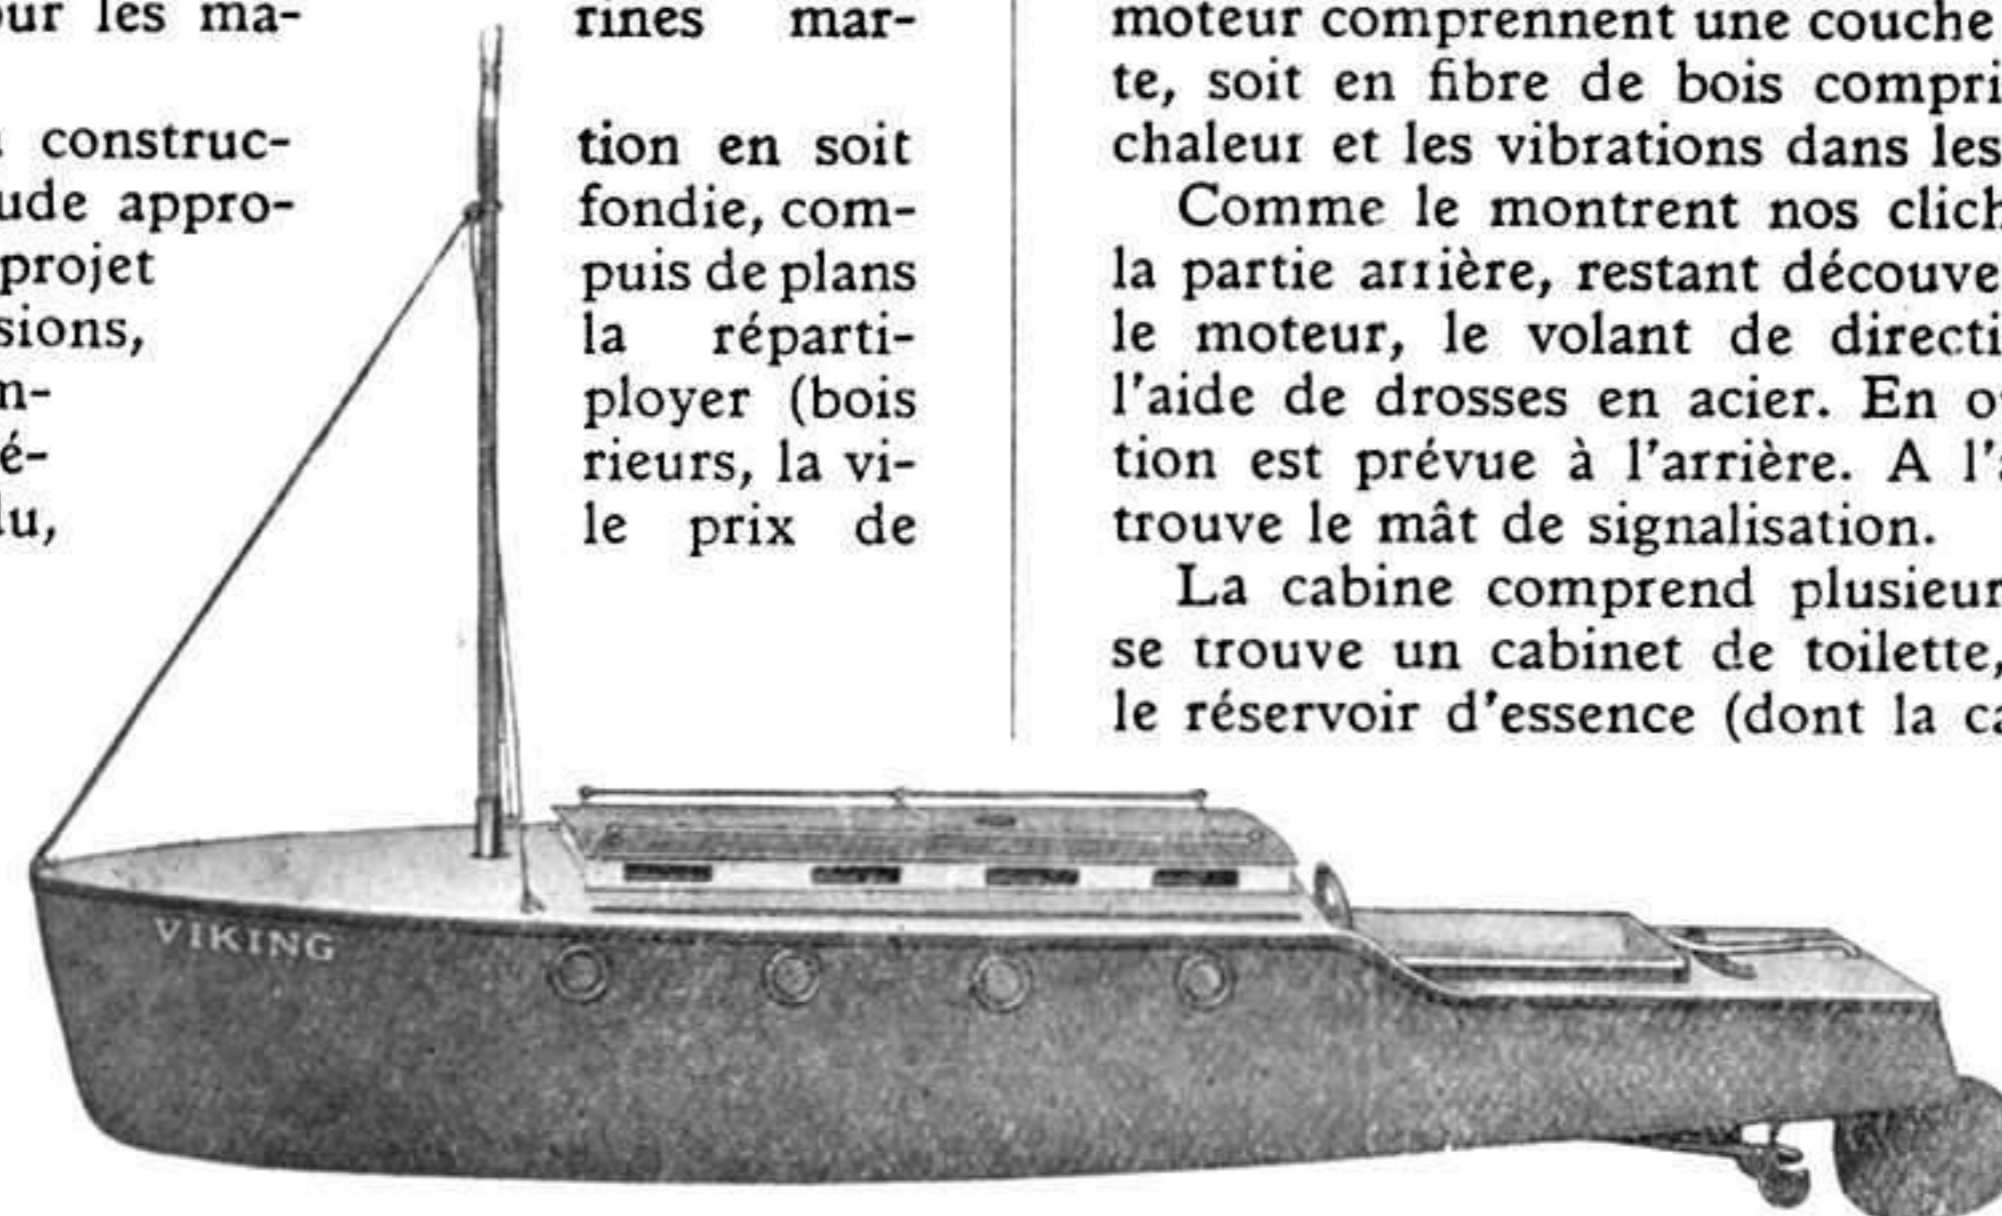 our les ma- rines mar-
construc- tion en soit
ude appro- fondie, com-
projet puis de plans
sions, la réparti-
n- ployer (bois
é- rieurs, la vi-
lu, le prix de
moteur comprennent une couche
te, soit en fibre de bois compri
chaleur et les vibrations dans les
Comme le montrent nos clich
la partie arrière, restant découve
le moteur, le volant de directi
l'aide de drosses en acier. En o
tion est prévue à l'arrière. A l'
trouve le mât de signalisation.
La cabine comprend plusieur
se trouve un cabinet de toilette,
le réservoir d'essence (dont la ca
VIKING